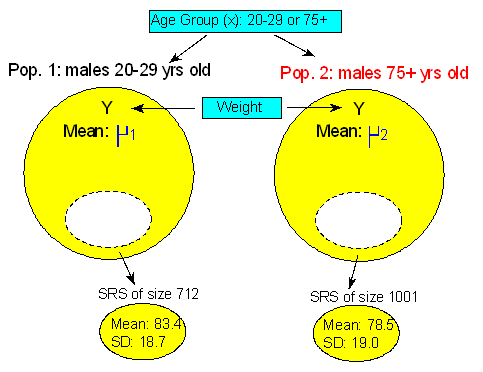 Age Group (x): 20-29 or 75+
Pop. 1: males 20-29 yrs old
Pop. 2: males 75+ yrs old
Y
Weight
Y
Mean: μ1
Mean: μ2
SRS of size 712
SRS of size 1001
Mean: 83.4
SD: 18.7
Mean: 78.5
SD: 19.0